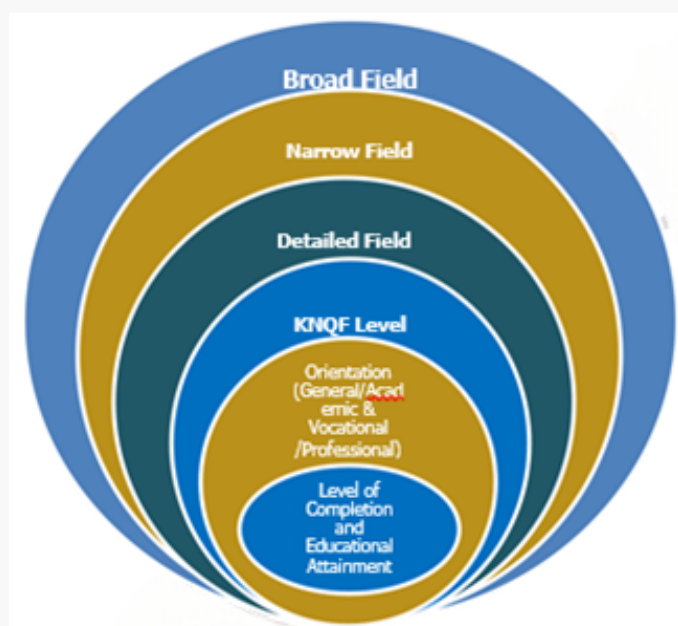 Broad Field
Narrow Field
Detailed Field
KNQF Level
Orientation
(General/Acad
emic &
Vocational
/Professional)
Level of
Completion
and
Educational
Attainment